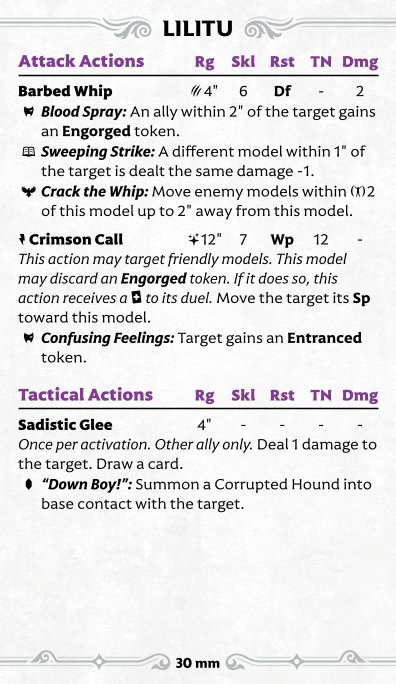 LILITU
Attack Actions Rg Skl Rst TN Dmg
Barbed Whip 4" 6 Df - 2
Blood Spray: An ally within 2" of the target gains
an Engorged token.
Sweeping Strike: A different model within 1" of
the target is dealt the same damage -1.
Crack the Whip: Move enemy models within 2
of this model up to 2" away from this model.
Crimson Call 12" 7 Wp 12 -
This action may target friendly models. This model
may discard an Engorged token. If it does so, this
action receives a to its duel. Move the target its Sp
toward this model.
Confusing Feelings: Target gains an Entranced
token.
Tactical Actions Rg Skl Rst TN Dmg
Sadistic Glee 4" - - - -
Once per activation. Other ally only. Deal 1 damage to
the target. Draw a card.
"Down Boy!": Summon a Corrupted Hound into
base contact with the target.
30 mm